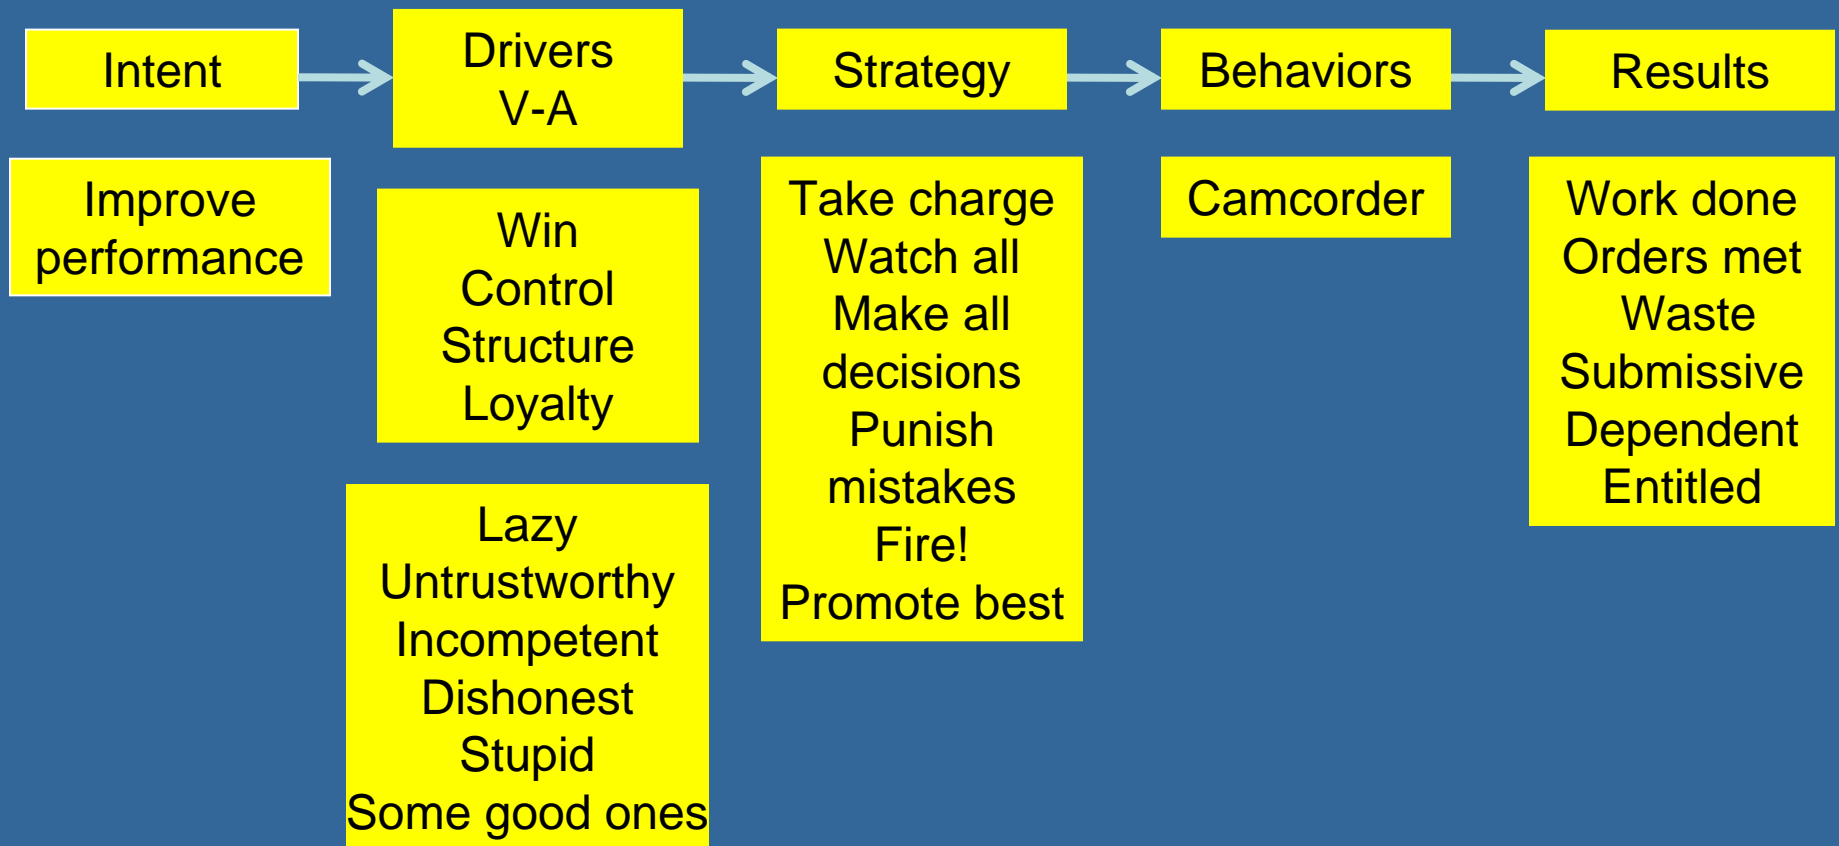 Intent
Drivers
V-A
Strategy
Behaviors
Results
Improve
performance
Win
Control
Structure
Loyalty
Lazy
Untrustworthy
Incompetent
Dishonest
Stupid
Some good ones
Take charge
Watch all
Make all
decisions
Punish
mistakes
Fire!
Promote best
Camcorder
Work done
Orders met
Waste
Submissive
Dependent
Entitled